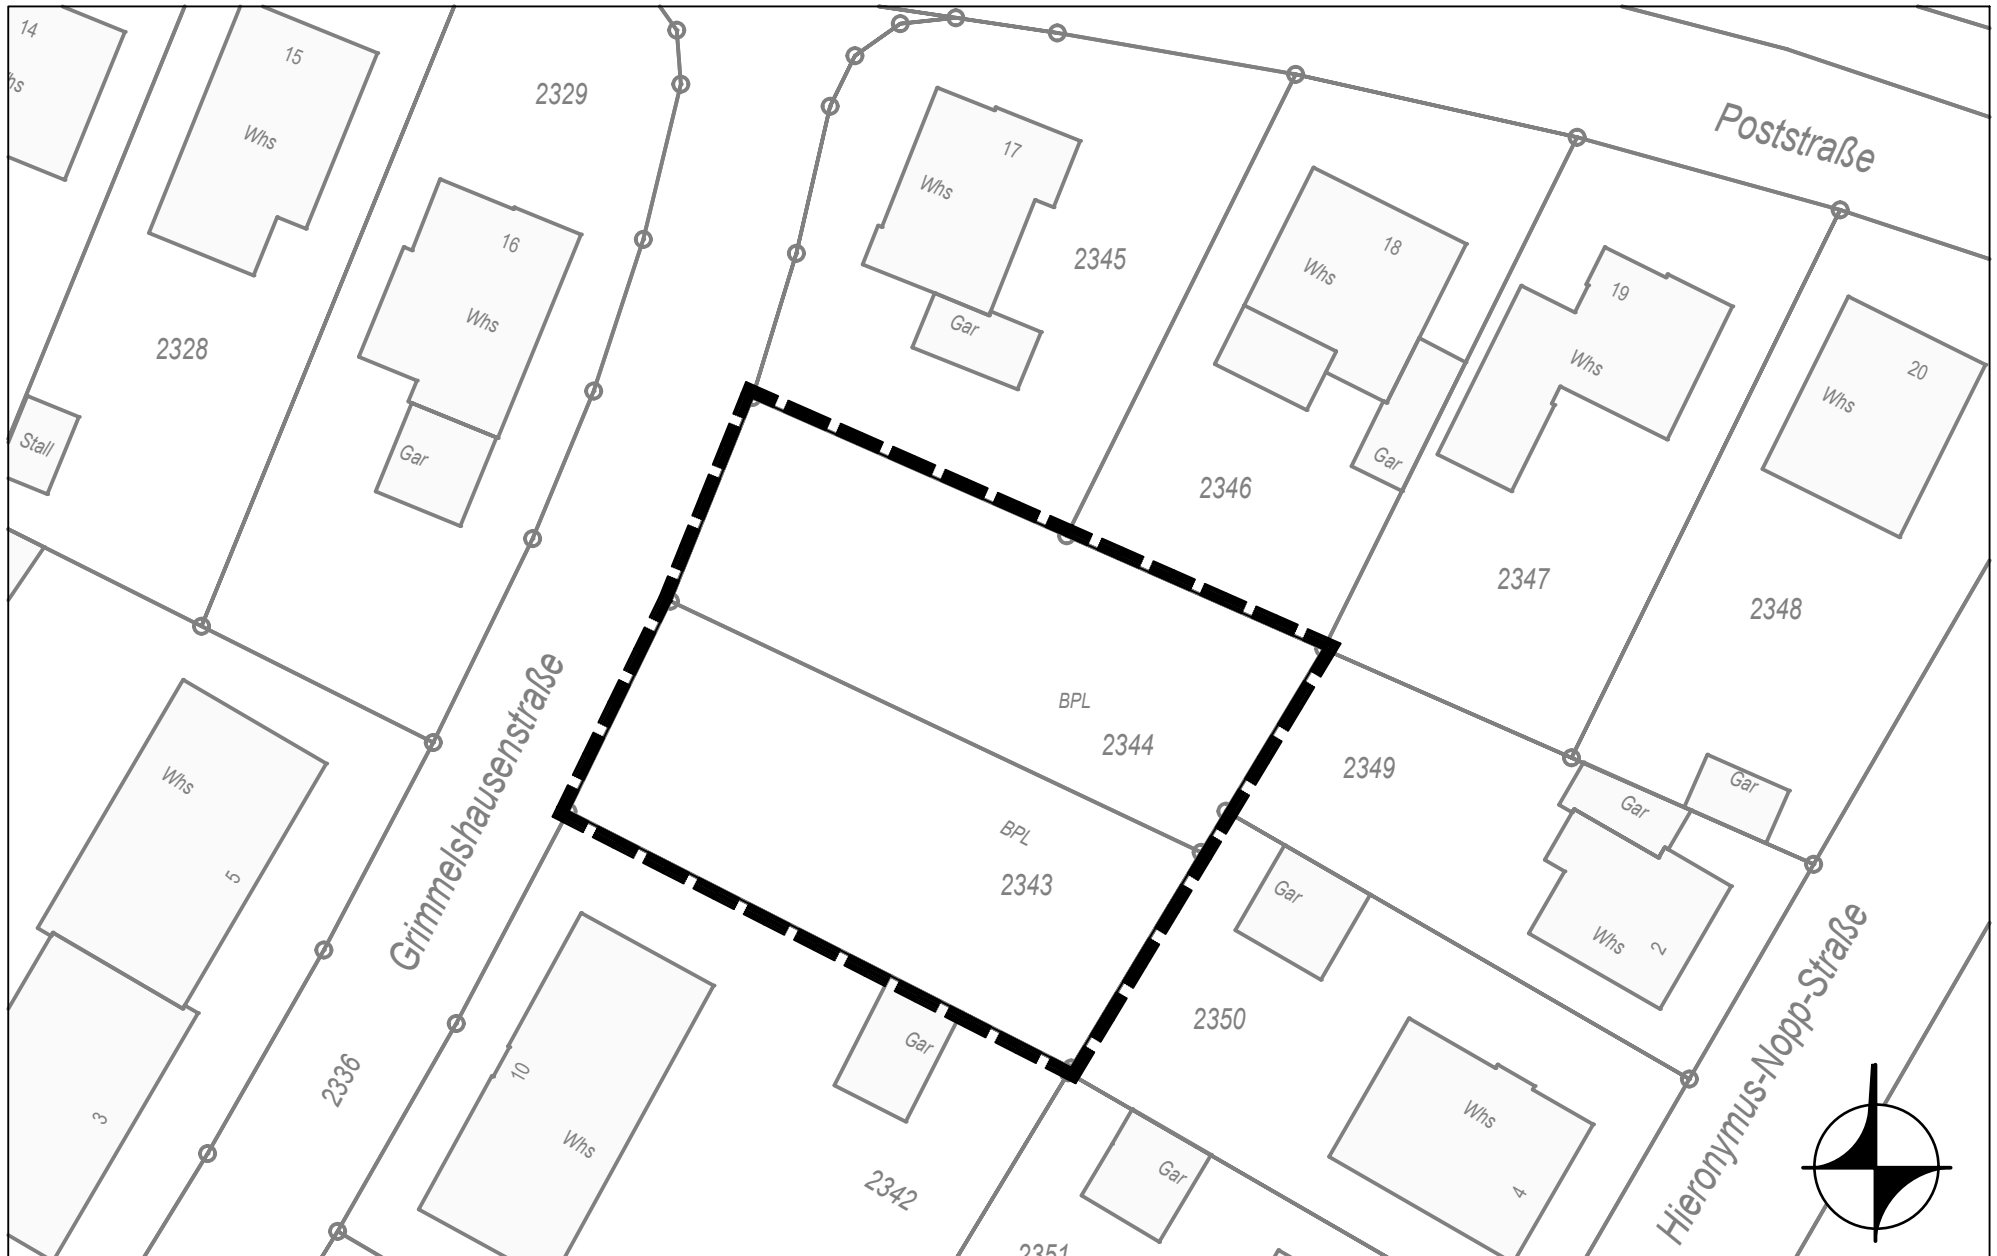 14
hs
15
Whs
2329
17
Whs
Poststraße
16
Whs
2345
Gar
18
Whs
19
Whs
20
Whs
2328
Stall
Gar
2346
Gar
2347
2348
Grimmelshausenstraße
BPL
2344
2349
Gar
Gar
Whs
5
BPL
2343
Gar
Whs
2
Hieronymus-Nopp-Straße
2336
10
Whs
Gar
2350
3
2342
Gar
Whs
4
2351